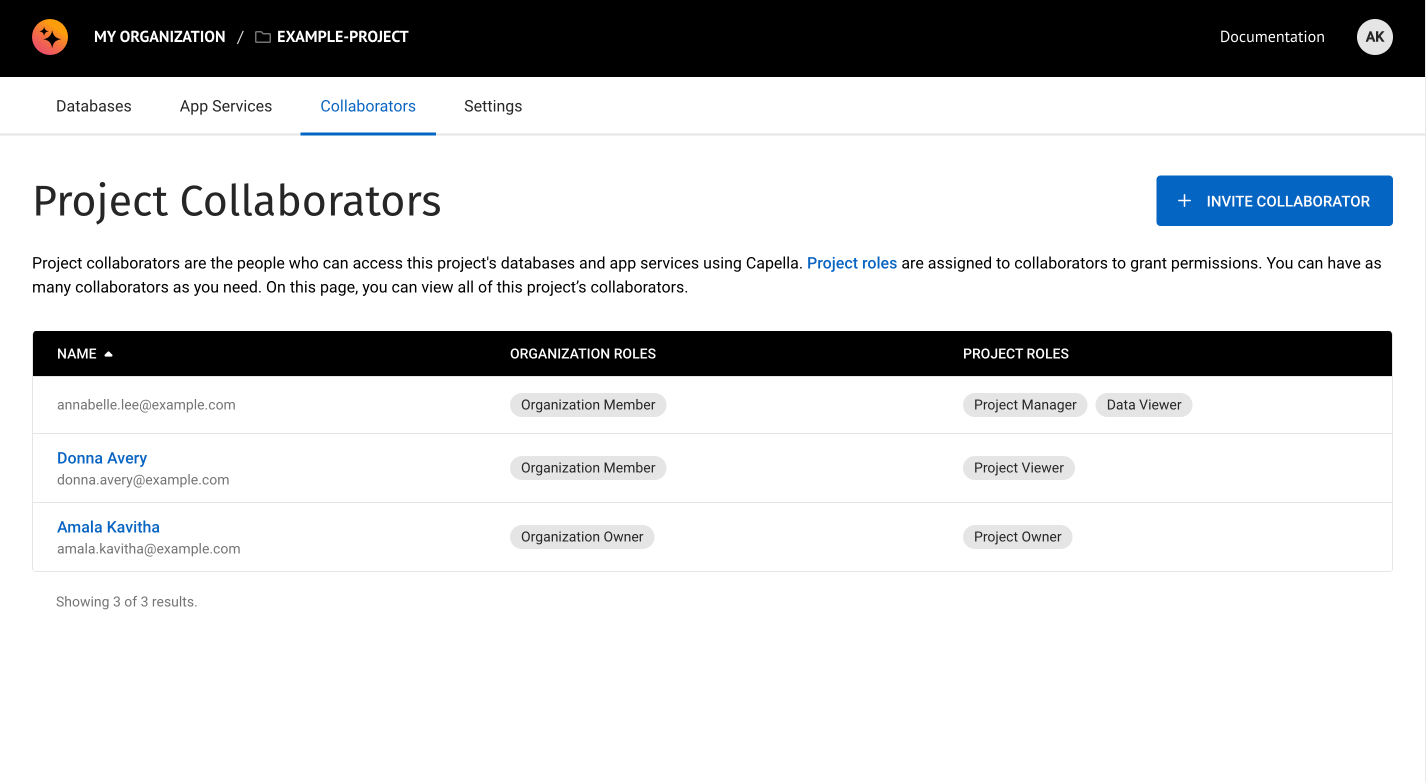 MY ORGANIZATION / EXAMPLE-PROJECT
Documentation
AK
Databases
App Services
Collaborators
Settings
Project Collaborators
+ INVITE COLLABORATOR
Project collaborators are the people who can access this project's databases and app services using Capella. Project roles are assigned to collaborators to grant permissions. You can have as
many collaborators as you need. On this page, you can view all of this project’s collaborators.
NAME ORGANIZATION ROLES PROJECT ROLES
annabelle.lee@example.com Organization Member Project Manager Data Viewer
Donna Avery
donna.avery@example.com
Organization Member Project Viewer
Amala Kavitha
amala.kavitha@example.com
Organization Owner Project Owner
Showing 3 of 3 results.